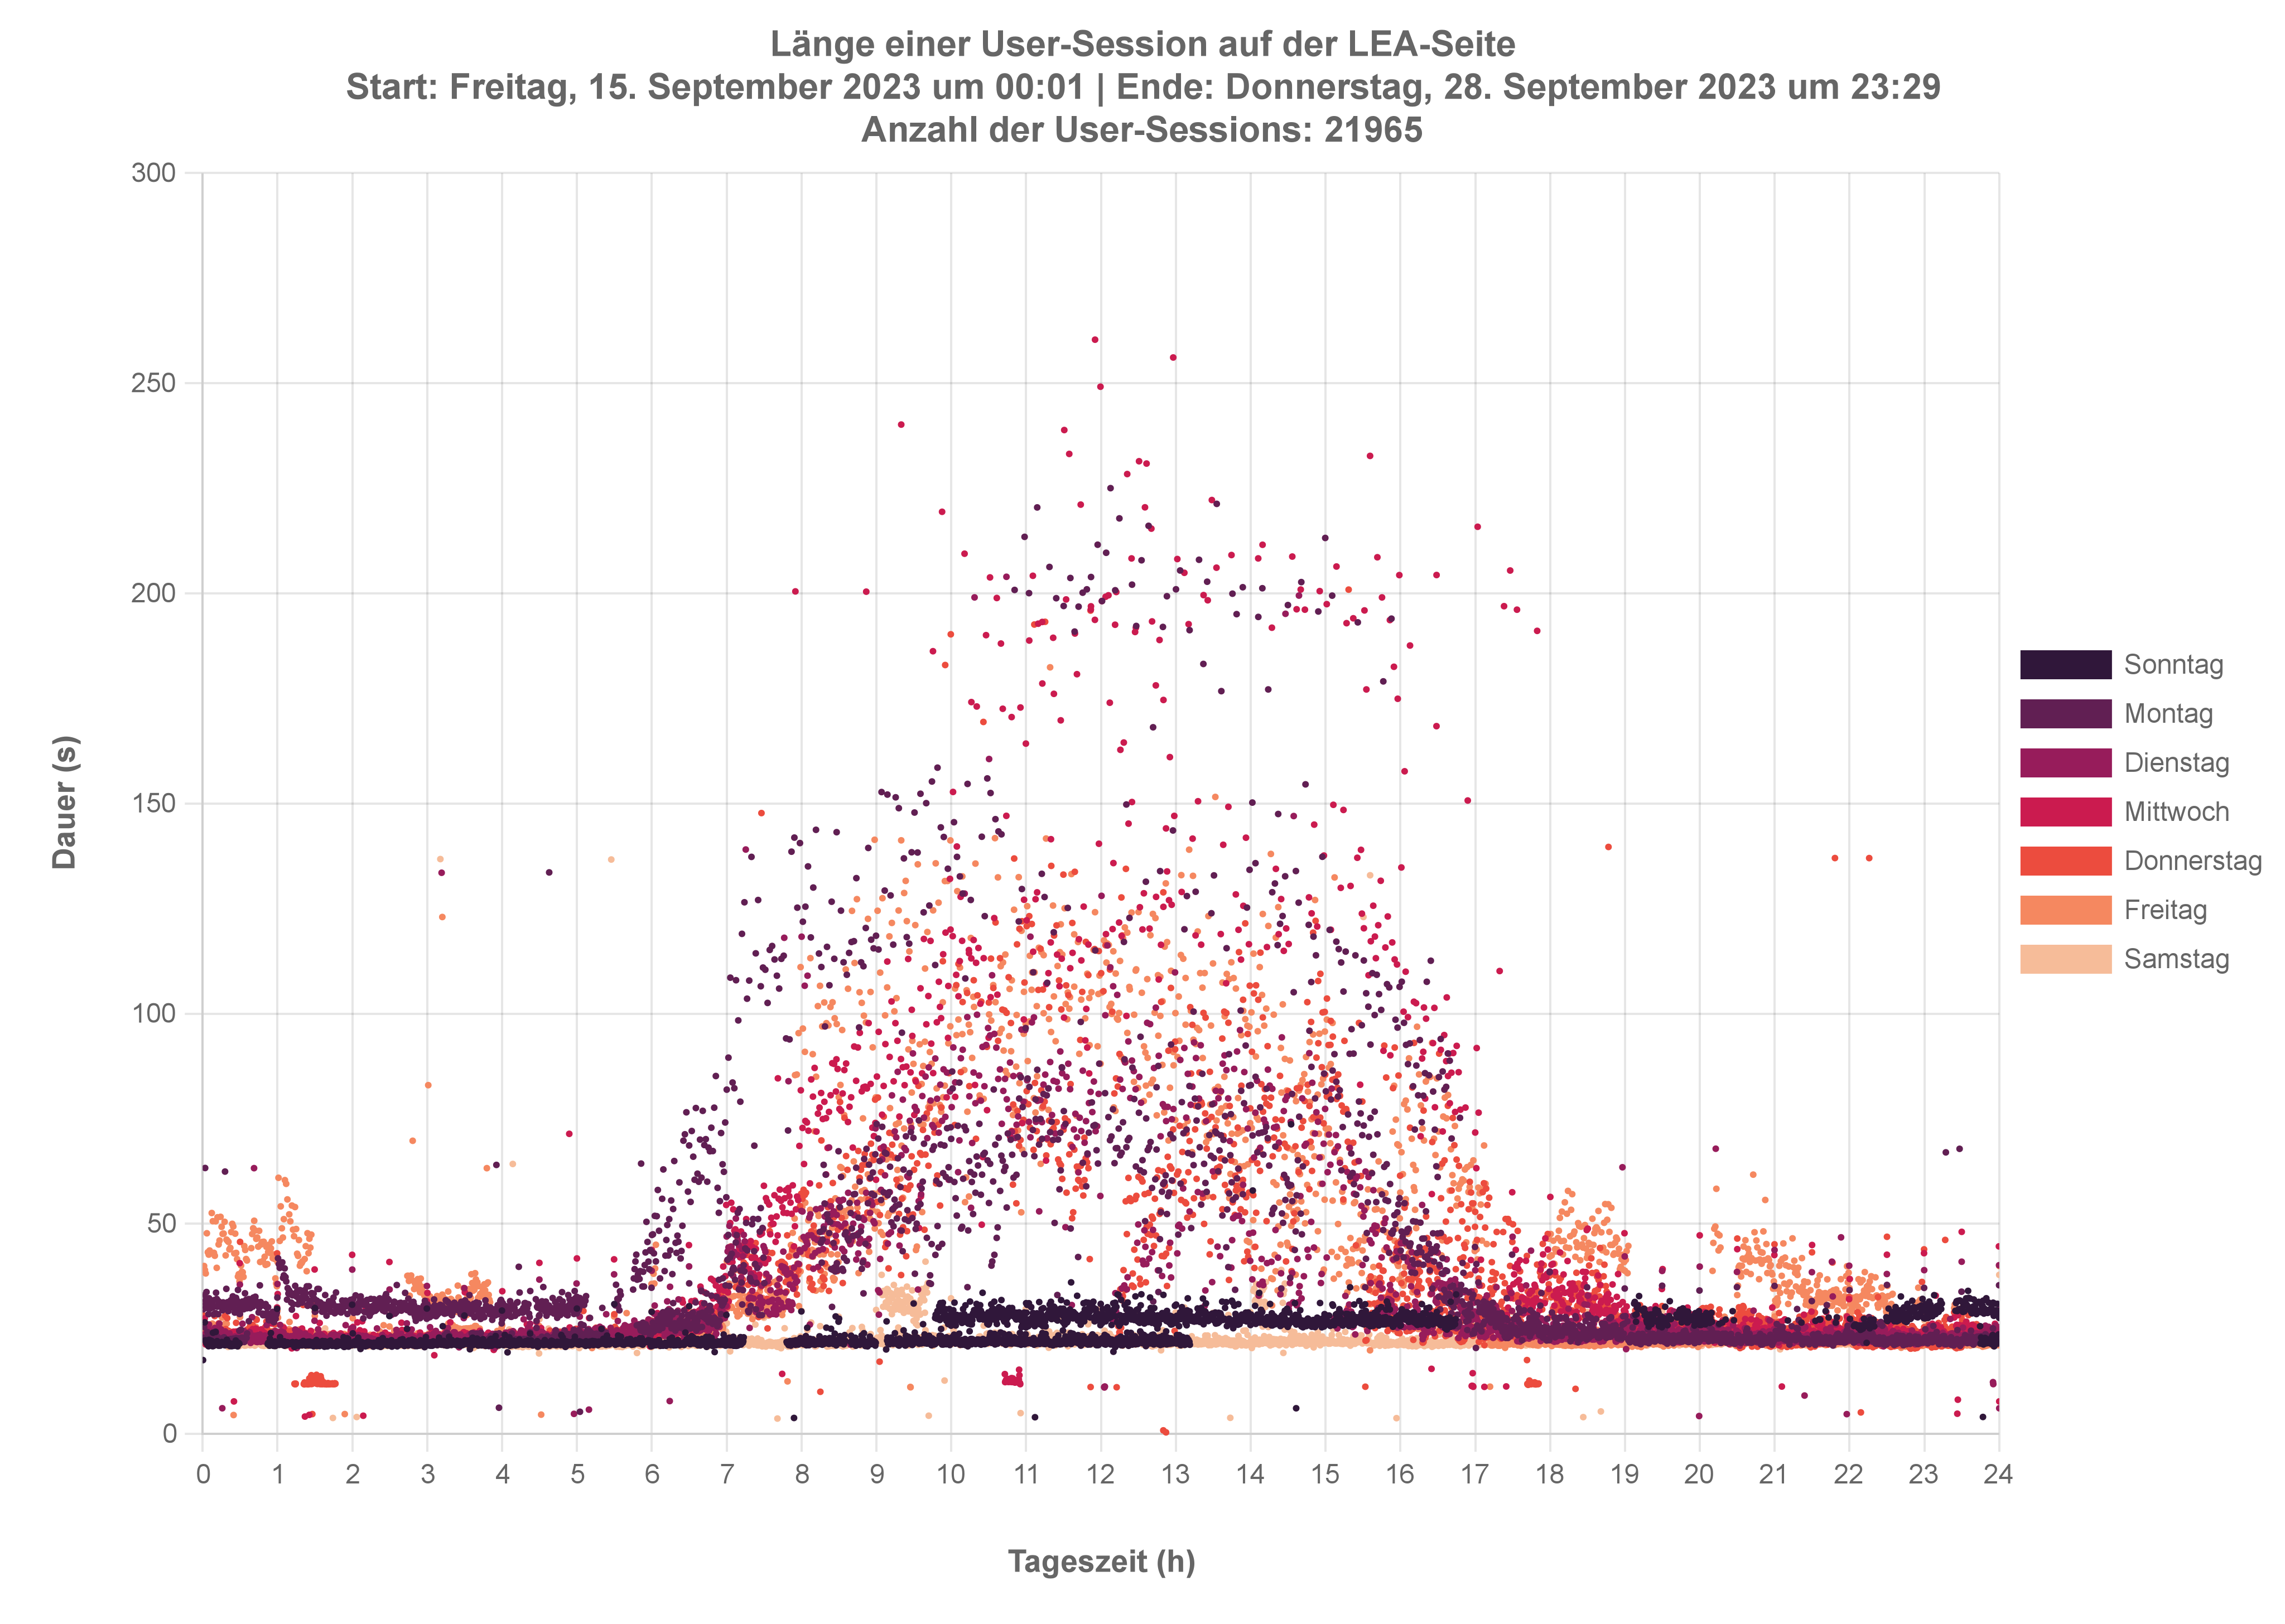 Länge einer User-Session auf der LEA-Seite
Start: Freitag, 15. September 2023 um 00:01 | Ende: Donnerstag, 28. September 2023 um 23:29
Anzahl der User-Sessions: 21965
300
250
200
150
100
50
0
Dauer (s)
0 1 2 3 4 5 6 7 8 9 10 11 12 13 14 15 16 17 18 19 20 21 22 23 24
Tageszeit (h)
Sonntag
Montag
Dienstag
Mittwoch
Donnerstag
Freitag
Samstag